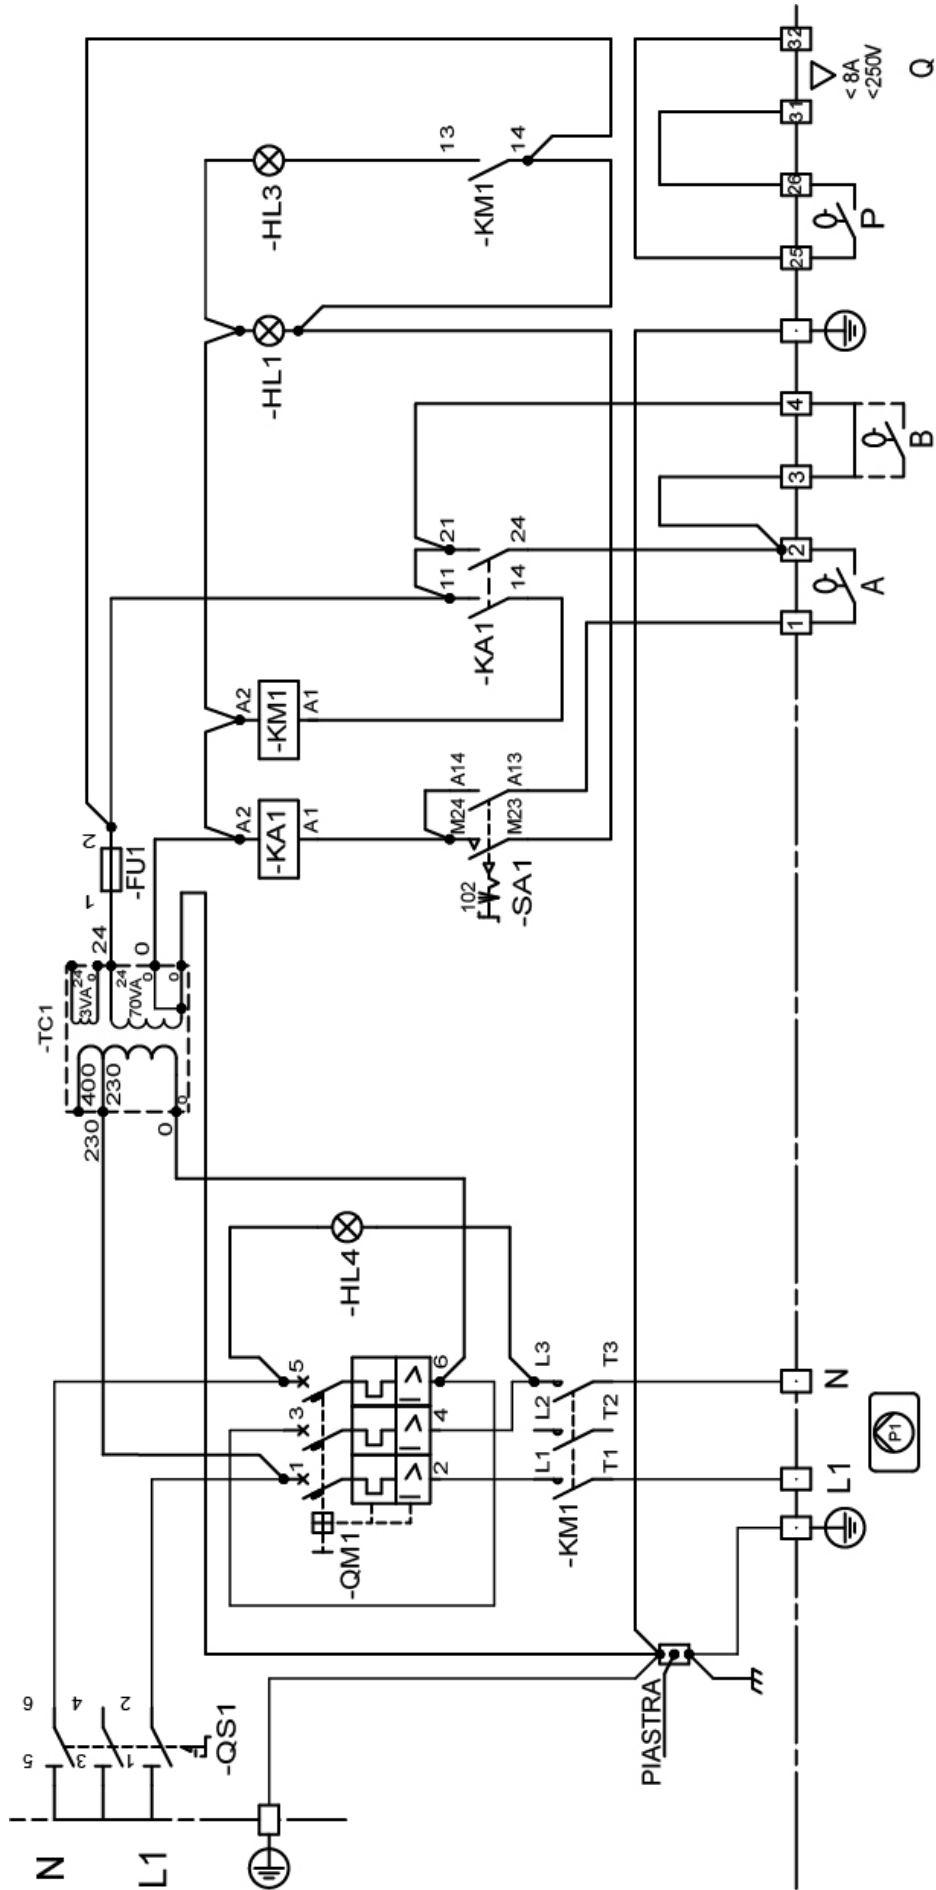 N
L1
5
6
3
4
1
2
-QS1
PIASTRA
-TC1
230
0
400
230
0
24
0
3VA
24
0
70VA
0
24
0
1
2
-FU1
-HL4
1
3
5
2
4
6
-QM1
L1
L2
L3
T1
T2
T3
-KM1
A2
A1
-KA1
A2
A1
-KM1
M24
A14
M23
A13
102
-SA1
11
21
14
24
-KA1
-HL1
-HL3
13
14
-KM1
L1
N
P1
1
2
3
4
25
26
31
32
A
B
P
< 8A
<250V
Q